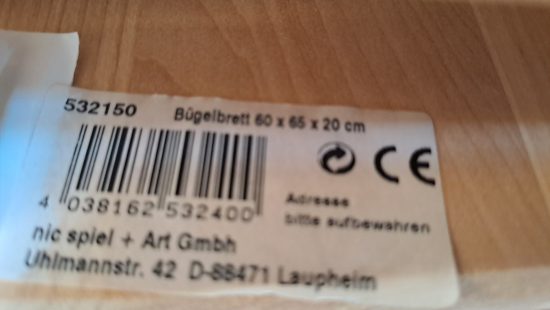 532150 Bügelbrett 60 x 65 x 20 cm
CE
4 038162 532400
Adresse
bitte aufbewahren
nic spiel + Art Gmbh
Uhlmannstr. 42 D-88471 Laupheim